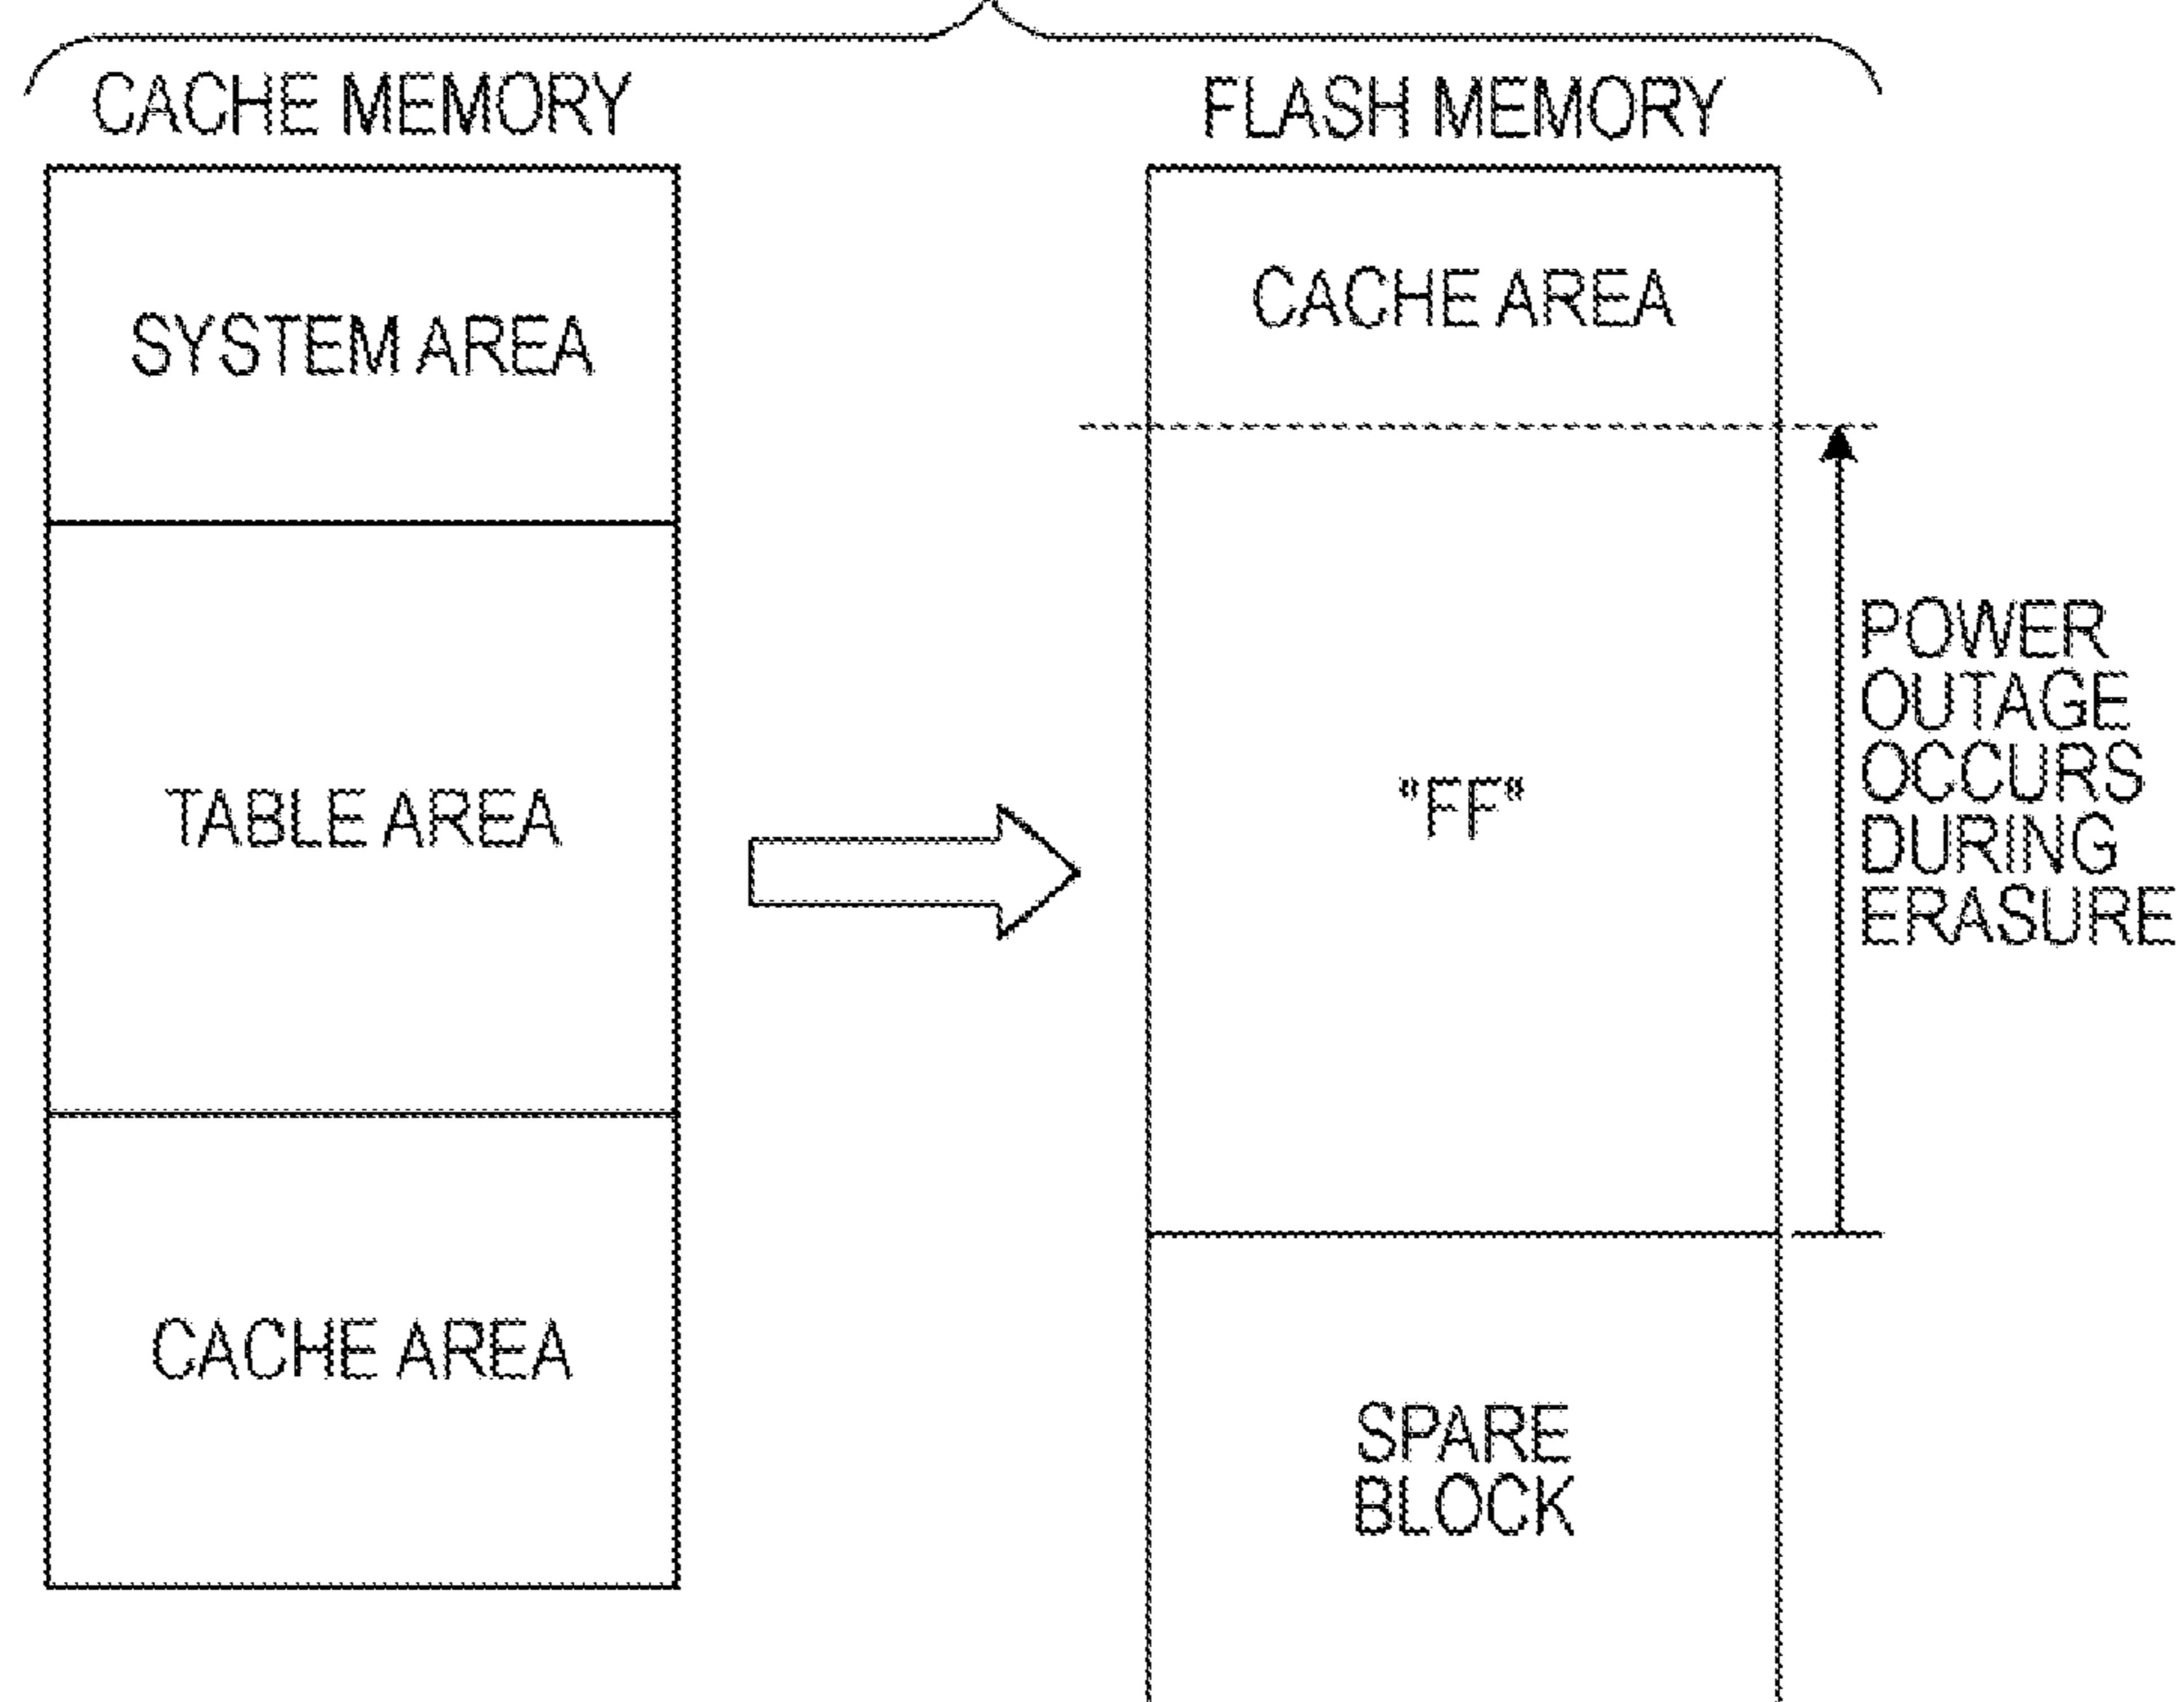 CACHE MEMORY
SYSTEM AREA
TABLE AREA
CACHE AREA
FLASH MEMORY
CACHE AREA
"FF"
SPARE
BLOCK
POWER
OUTAGE
OCCURS
DURING
ERASURE